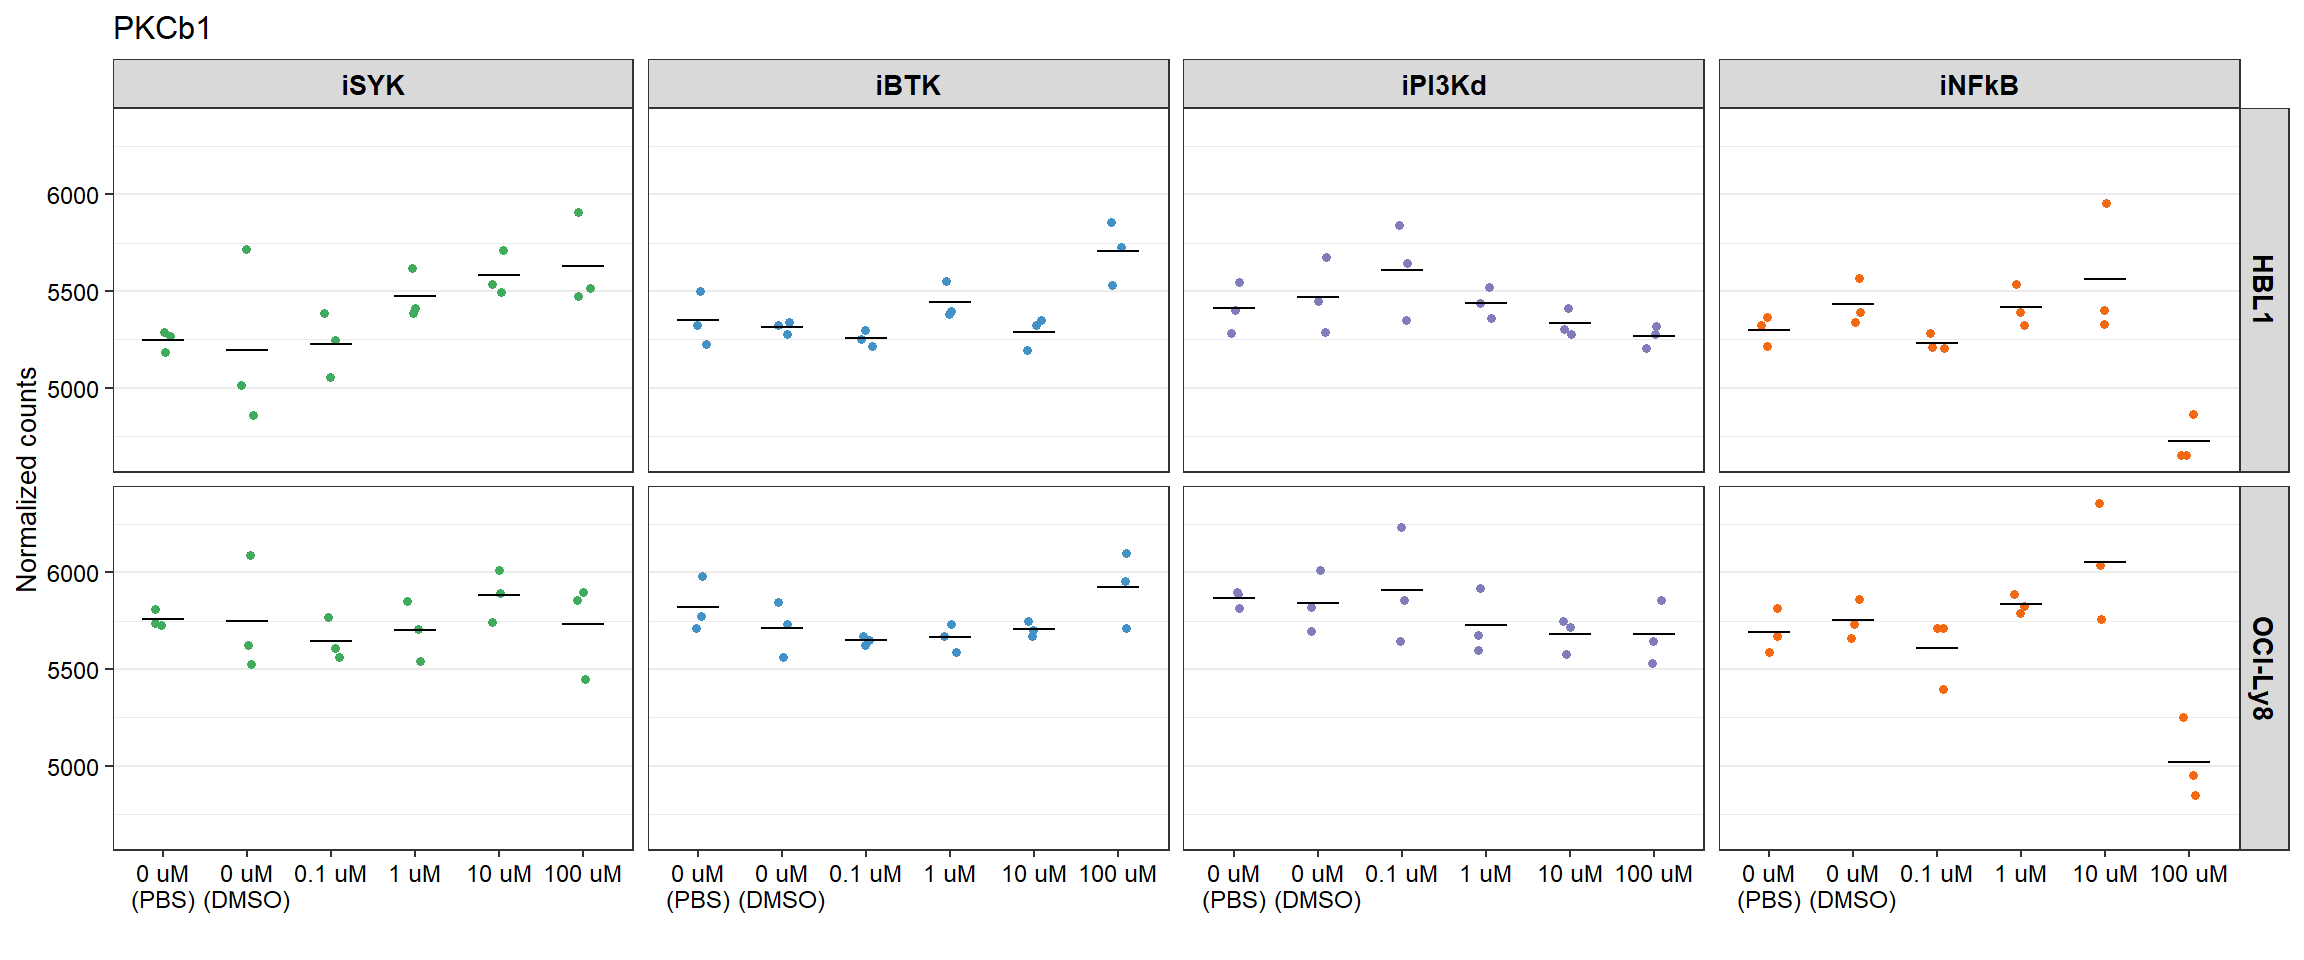 PKCb1
iSYK iBTK iPI3Kd iNFkB
HBL1
6000
5500
5000
Normalized counts
OCI-Ly8
6000
5500
5000
0 uM 0 uM 0.1 uM 1 uM 10 uM 100 uM 0 uM 0 uM 0.1 uM 1 uM 10 uM 100 uM 0 uM 0 uM 0.1 uM 1 uM 10 uM 100 uM 0 uM 0 uM 0.1 uM 1 uM 10 uM 100 uM
(PBS) (DMSO) (PBS) (DMSO) (PBS) (DMSO) (PBS) (DMSO)